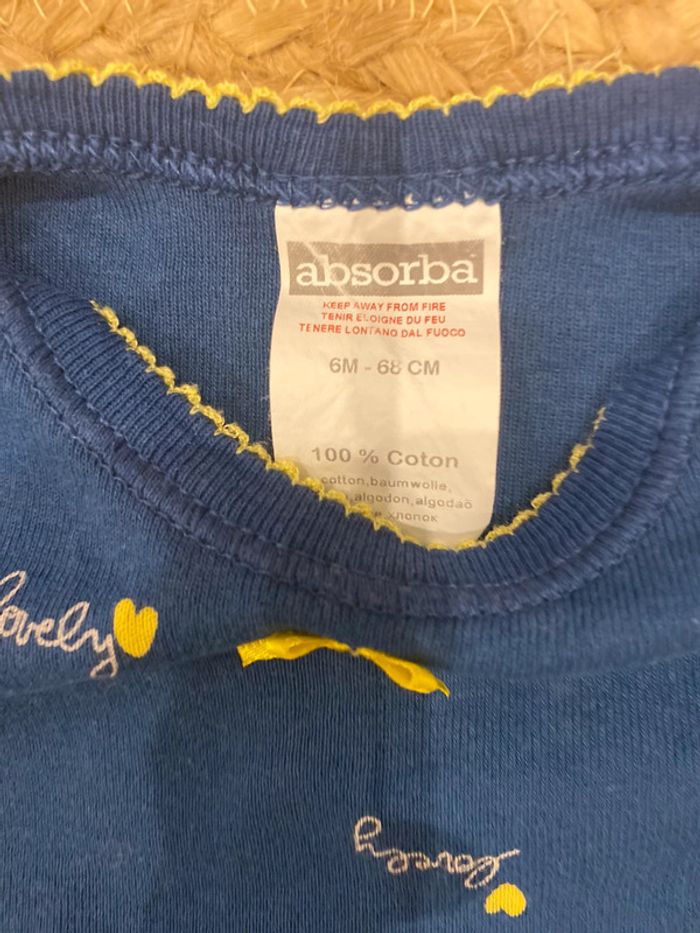 absorba
KEEP AWAY FROM FIRE
TENIR ELOIGNE DU FEU
TENERE LONTANO DAL FUOCO
6M - 68 CM
100 % Coton
cotton,baumwolle,
algodon,algodaõ
хлопок
lovely
lovely